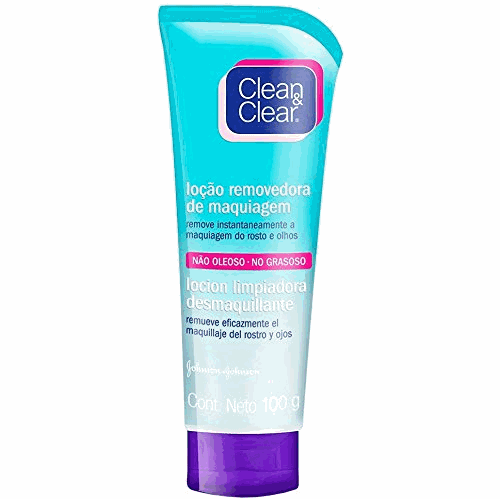 Clean
&
Clear®
loção removedora
de maquiagem
remove instantaneamente a
maquiagem do rosto e olhos
NÃO OLEOSO - NO GRASOSO
locion limpiadora
desmaquillante
remueve eficazmente el
maquillaje del rostro y ojos
Johnson & Johnson
Cont. Neto 100 g